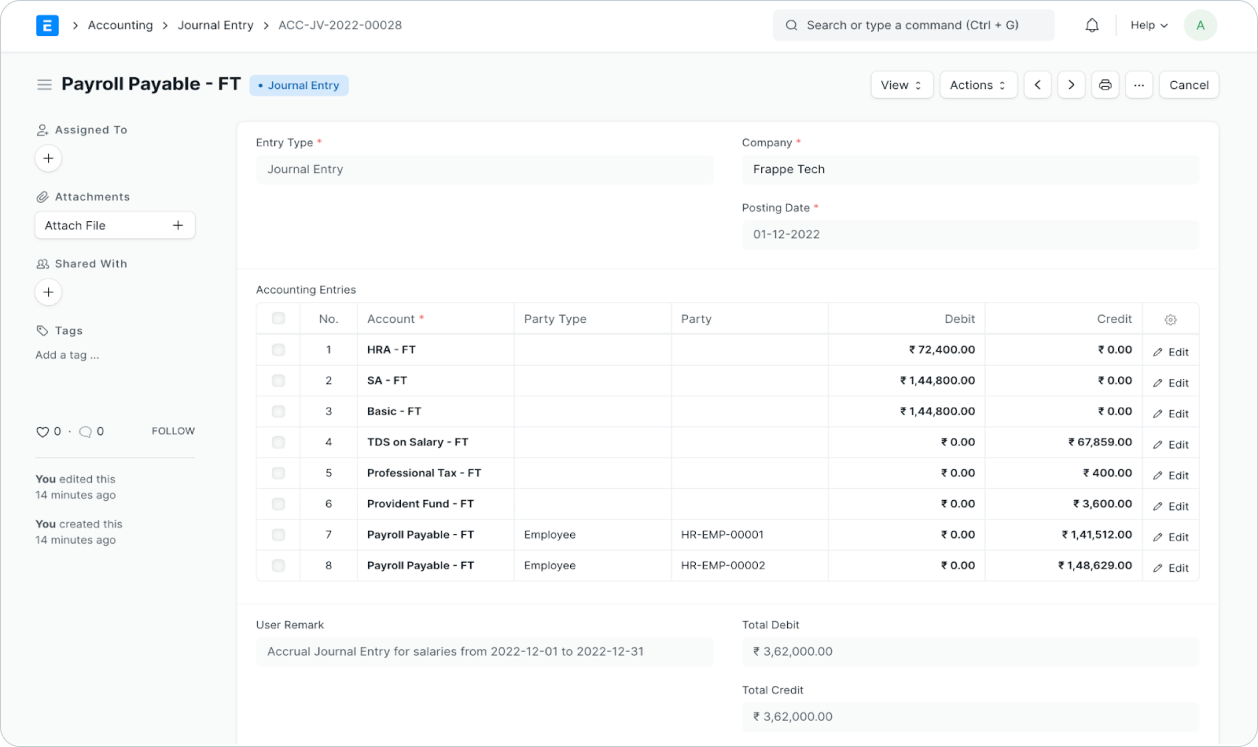 E Accounting Journal Entry ACC-JV-2022-00028 Search or type a command (Ctrl + G) Help A
Payroll Payable - FT • Journal Entry View Actions ... Cancel
Assigned To
+
Attachments
Attach File +
Shared With
+
Tags
Add a tag ...
0 · 0 FOLLOW
You edited this
14 minutes ago
You created this
14 minutes ago
Entry Type *
Journal Entry
Company *
Frappe Tech
Posting Date *
01-12-2022
Accounting Entries
No. Account * Party Type Party Debit Credit
1 HRA - FT ₹ 72,400.00 ₹ 0.00 Edit
2 SA - FT ₹ 1,44,800.00 ₹ 0.00 Edit
3 Basic - FT ₹ 1,44,800.00 ₹ 0.00 Edit
4 TDS on Salary - FT ₹ 0.00 ₹ 67,859.00 Edit
5 Professional Tax - FT ₹ 0.00 ₹ 400.00 Edit
6 Provident Fund - FT ₹ 0.00 ₹ 3,600.00 Edit
7 Payroll Payable - FT Employee HR-EMP-00001 ₹ 0.00 ₹ 1,41,512.00 Edit
8 Payroll Payable - FT Employee HR-EMP-00002 ₹ 0.00 ₹ 1,48,629.00 Edit
User Remark
Accrual Journal Entry for salaries from 2022-12-01 to 2022-12-31
Total Debit
₹ 3,62,000.00
Total Credit
₹ 3,62,000.00